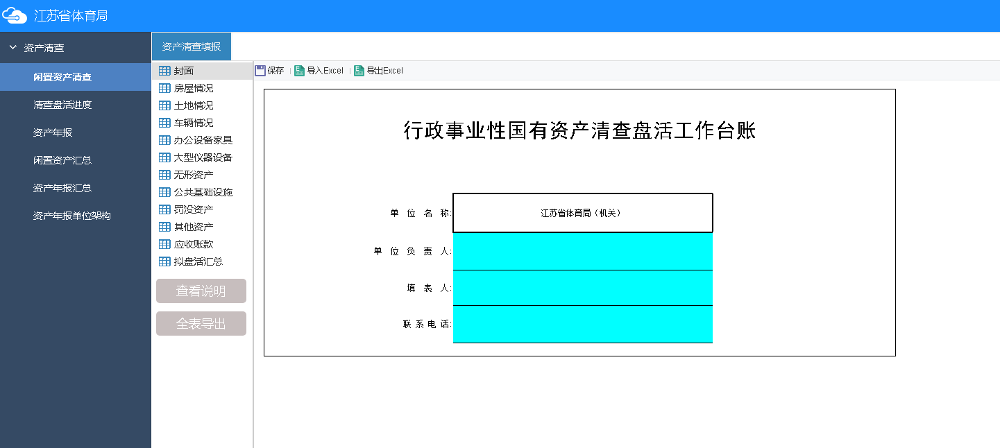 江苏省体育局
资产清查
闲置资产清查
清查盘活进度
资产年报
闲置资产汇总
资产年报汇总
资产年报单位架构
资产清查填报
封面
房屋情况
土地情况
车辆情况
办公设备家具
大型仪器设备
无形资产
公共基础设施
罚没资产
其他资产
应收账款
拟盘活汇总
查看说明
全表导出
保存 导入Excel 导出Excel
行政事业性国有资产清查盘活工作台账
单位名称: 江苏省体育局（机关）
单位负责人:
填表人:
联系电话: